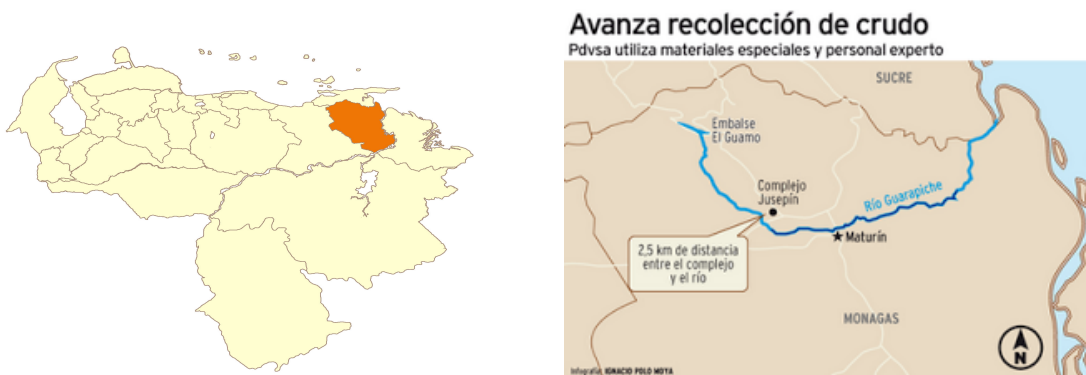 Avanza recolección de crudo
Pdvsa utiliza materiales especiales y personal experto
SUCRE
Embalse
El Guamo
Complejo
Jusepín
Río Guarapiche
Maturín
2,5 km de distancia
entre el complejo
y el río
MONAGAS
N
Infografía: IGNACIO POLO MOYA